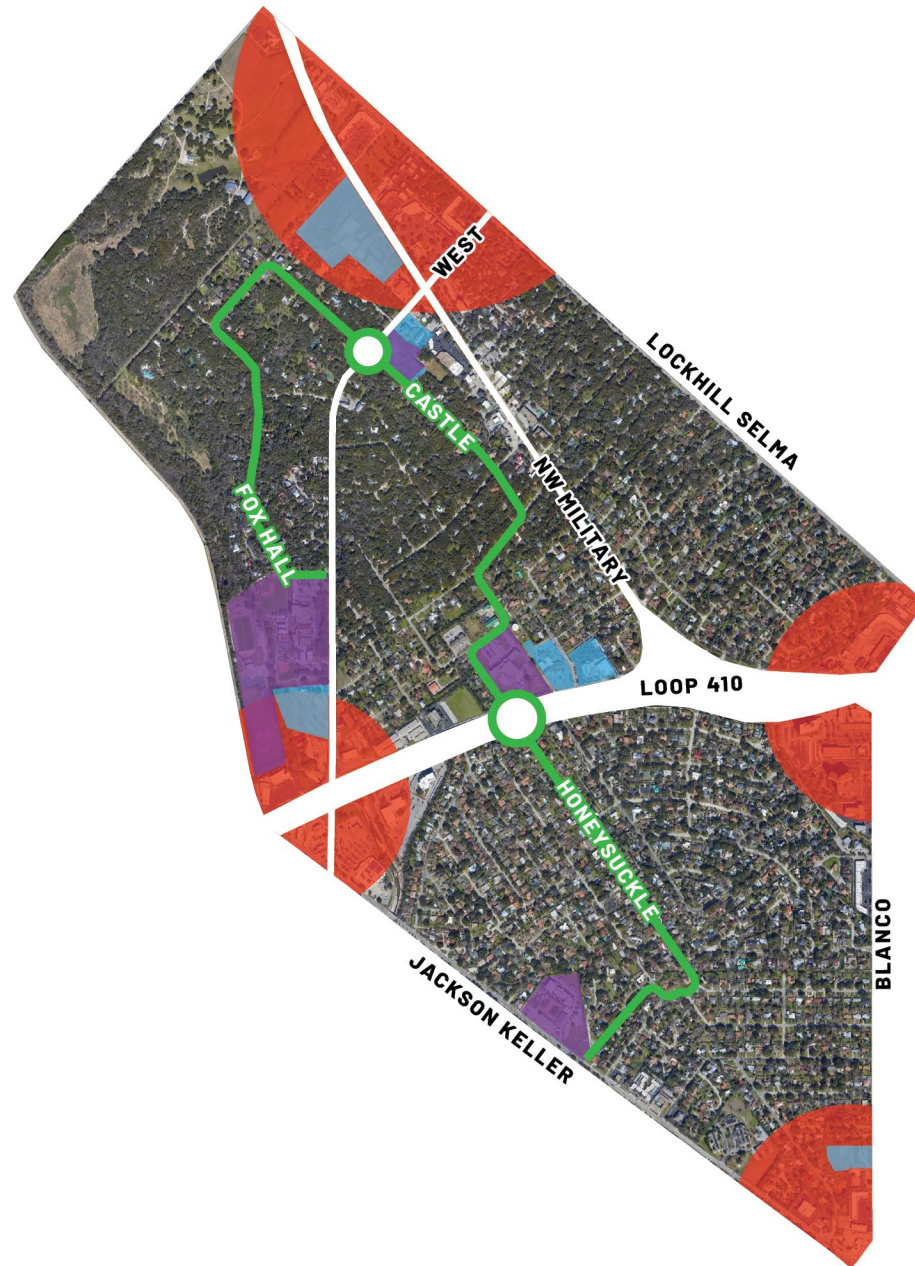 WEST
LOCKHILL SELMA
CASTLE
NW MILITARY
FOX HALL
LOOP 410
HONEYSUCKLE
BLANCO
JACKSON KELLER